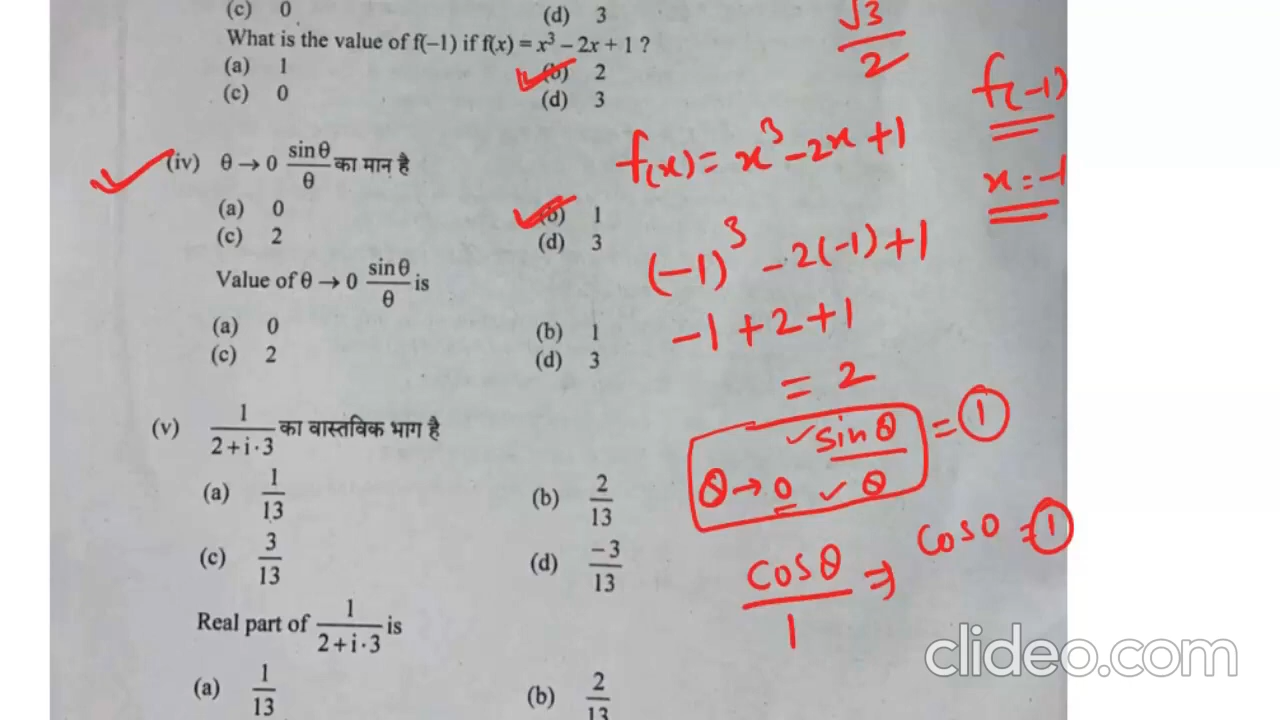 (c) 0 (d) 3
What is the value of f(−1) if f(x) = x³ − 2x + 1 ?
(a) 1 (b) 2
(c) 0 (d) 3
(iv) θ → 0 sinθ/θ का मान है
(a) 0 (b) 1
(c) 2 (d) 3
Value of θ → 0 sinθ/θ is
(a) 0 (b) 1
(c) 2 (d) 3
(v) 1/(2 + i · 3) का वास्तविक भाग है
(a) 1/13 (b) 2/13
(c) 3/13 (d) −3/13
Real part of 1/(2 + i · 3) is
(a) 1/13 (b) 2/13
√3/2
f(−1)
x = −1
f(x) = x³ − 2x + 1
(−1)³ − 2(−1) + 1
−1 + 2 + 1
= 2
θ → 0 sinθ/θ = 1
cosθ/1 ⇒ cos0 = 1
clideo.com